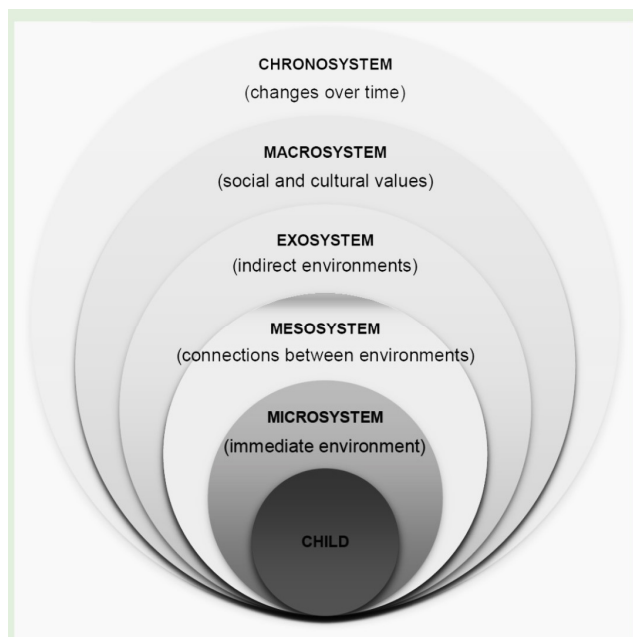 CHRONOSYSTEM
(changes over time)
MACROSYSTEM
(social and cultural values)
EXOSYSTEM
(indirect environments)
MESOSYSTEM
(connections between environments)
MICROSYSTEM
(immediate environment)
CHILD